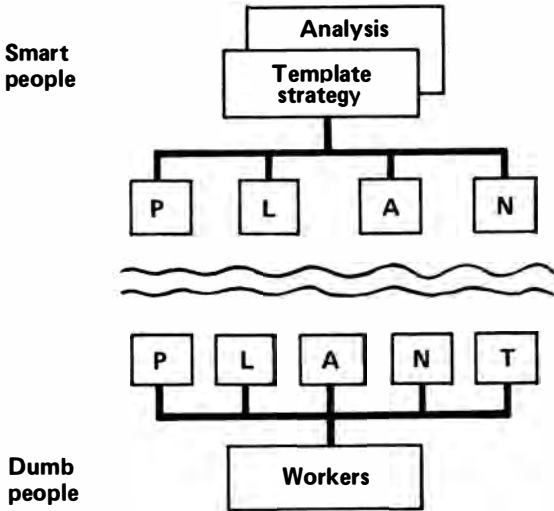 Smart
people
Analysis
Template
strategy
P L A N
P L A N T
Workers
Dumb
people